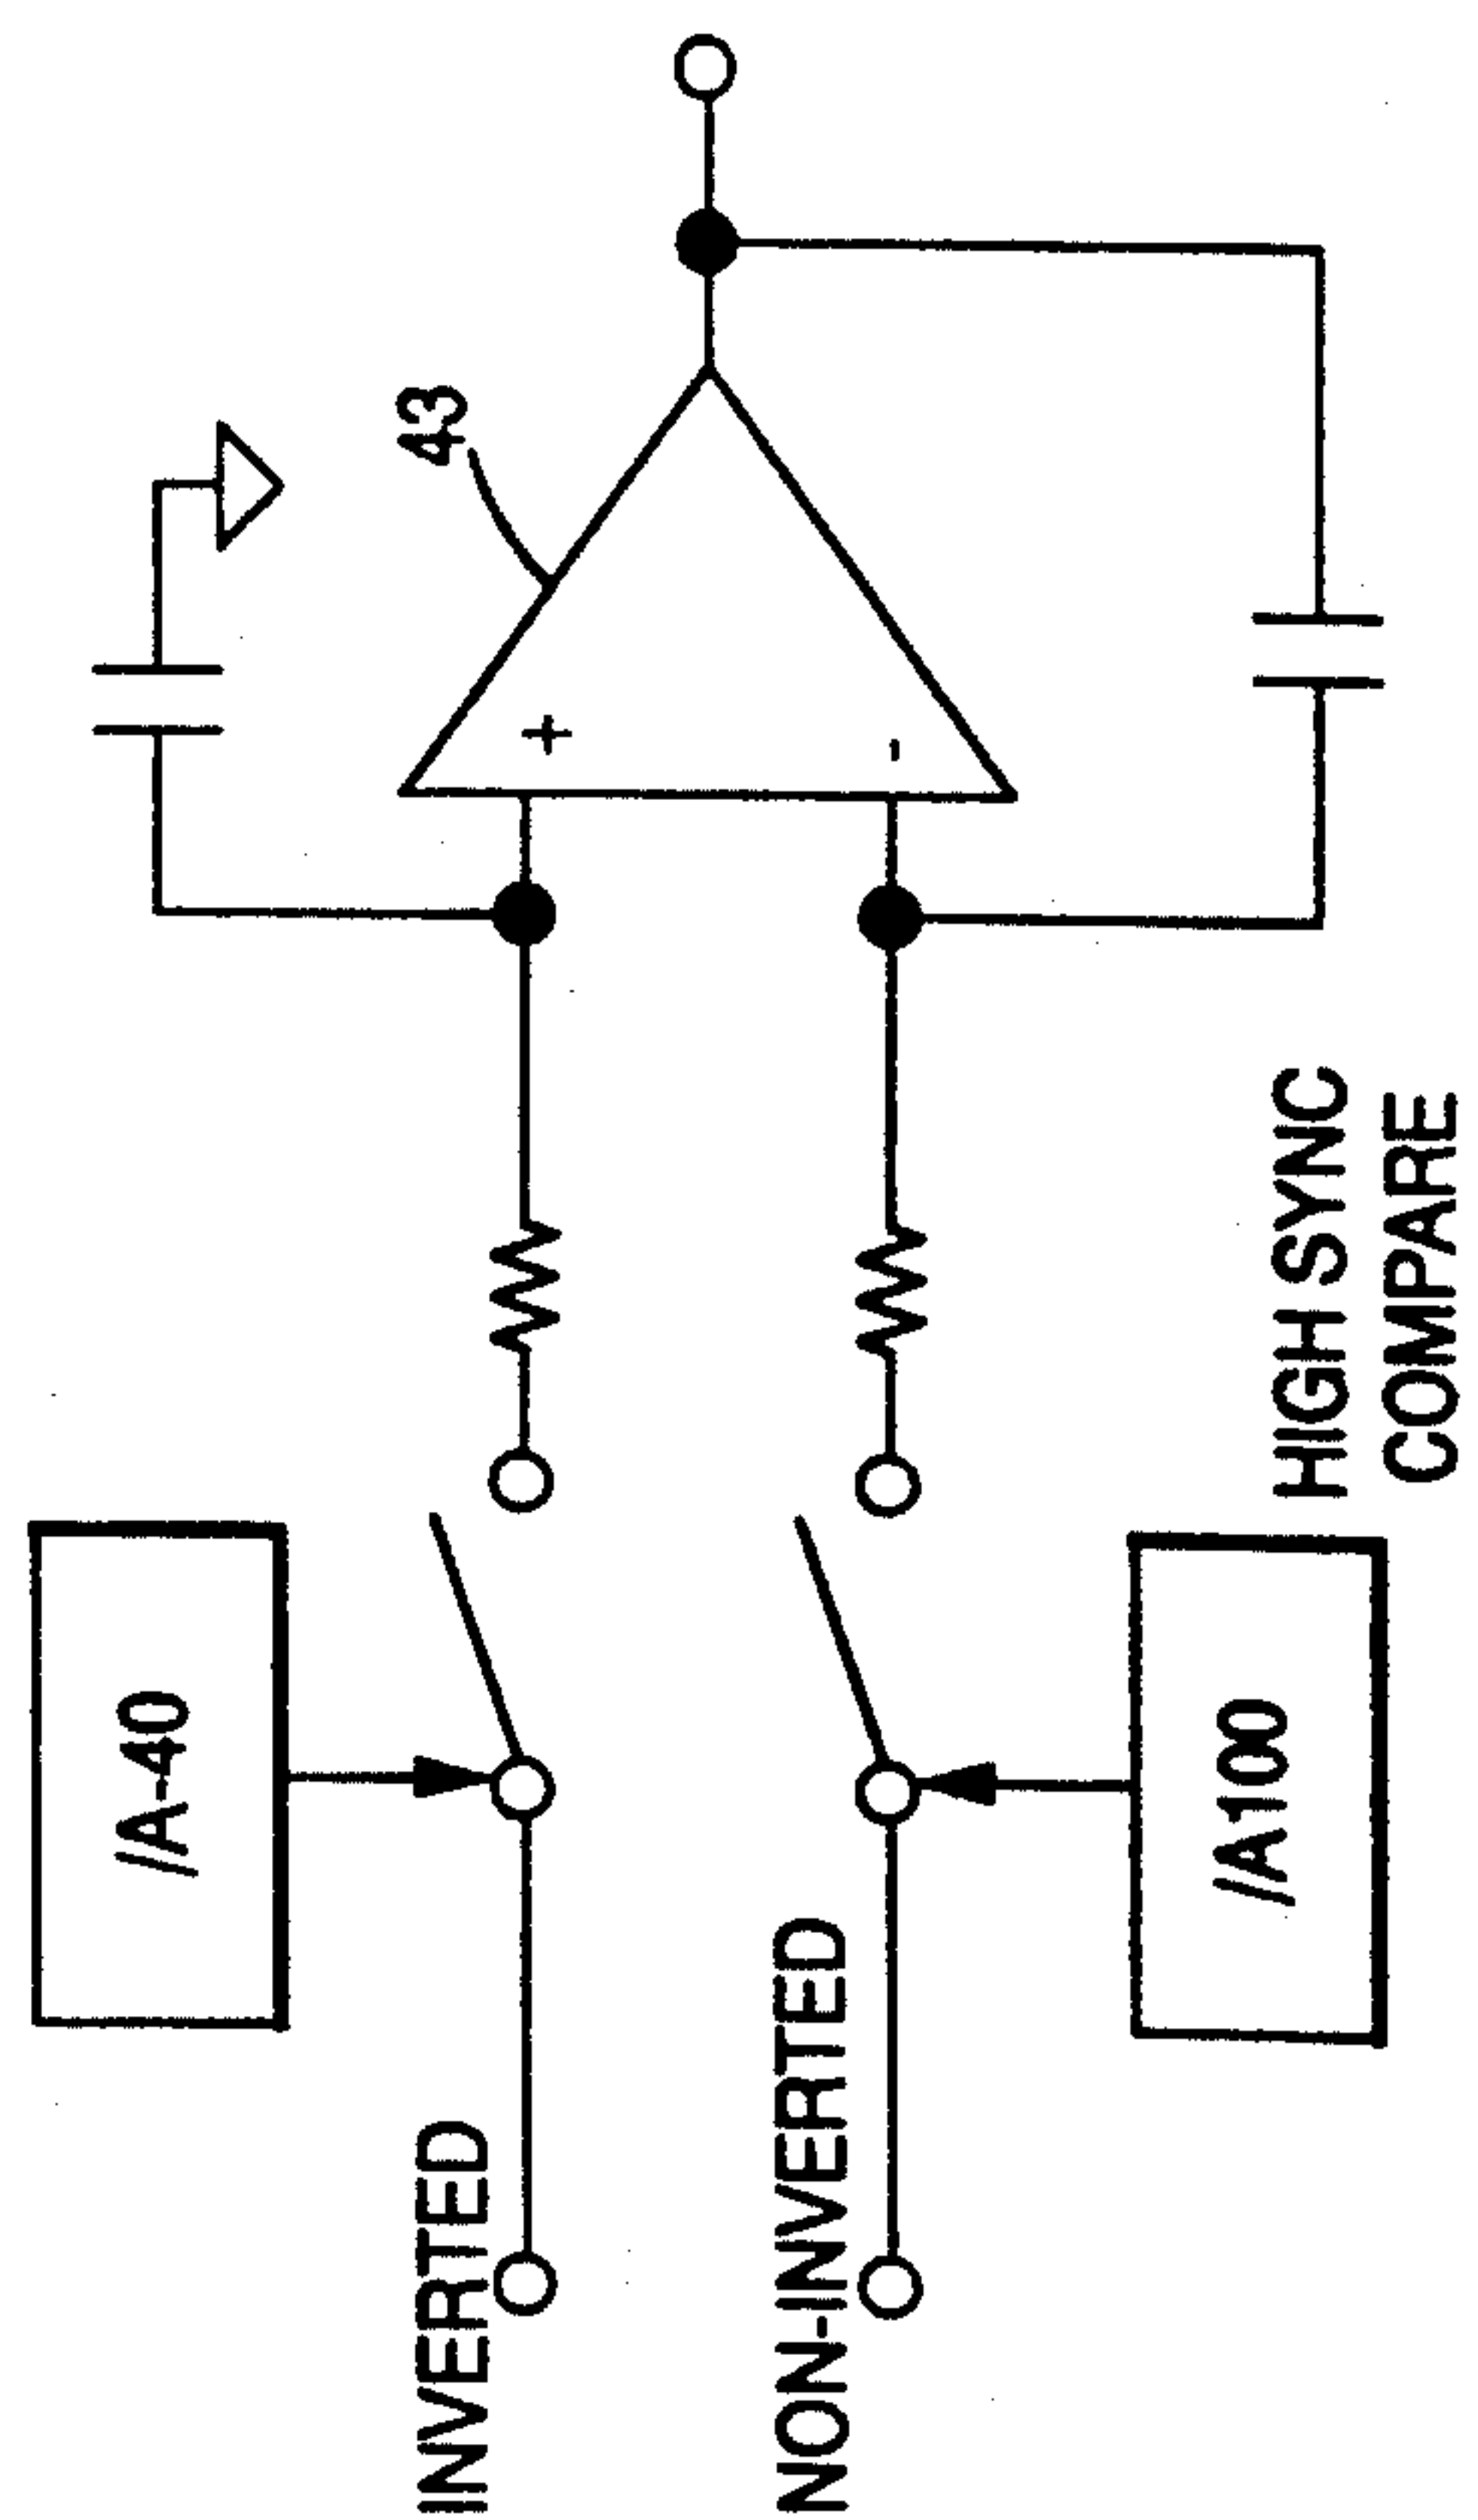 /A-40
43
+
-
INVERTED
NON-INVERTED
/A100
HIGH SYNC
COMPARE